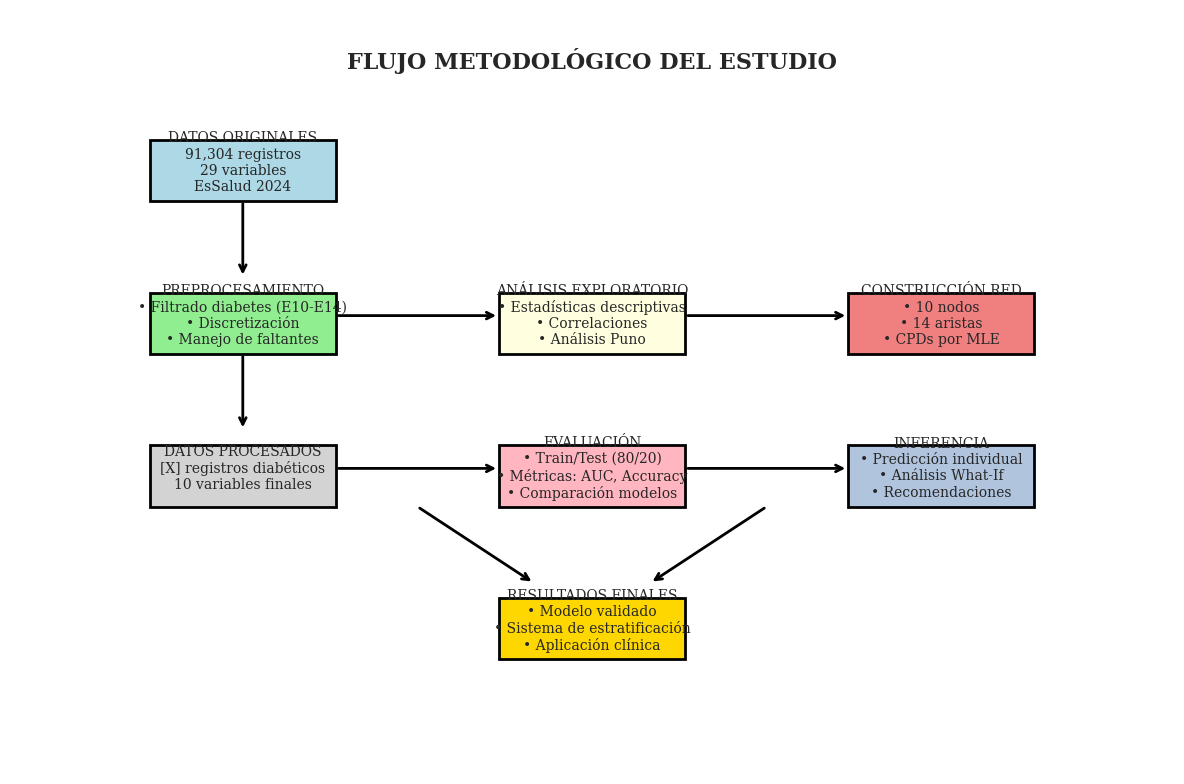 FLUJO METODOLÓGICO DEL ESTUDIO
DATOS ORIGINALES
91,304 registros
29 variables
EsSalud 2024
PREPROCESAMIENTO
• Filtrado diabetes (E10-E14)
• Discretización
• Manejo de faltantes
ANÁLISIS EXPLORATORIO
• Estadísticas descriptivas
• Correlaciones
• Análisis Puno
CONSTRUCCIÓN RED
• 10 nodos
• 14 aristas
• CPDs por MLE
DATOS PROCESADOS
[X] registros diabéticos
10 variables finales
EVALUACIÓN
• Train/Test (80/20)
• Métricas: AUC, Accuracy
• Comparación modelos
INFERENCIA
• Predicción individual
• Análisis What-If
• Recomendaciones
RESULTADOS FINALES
• Modelo validado
• Sistema de estratificación
• Aplicación clínica